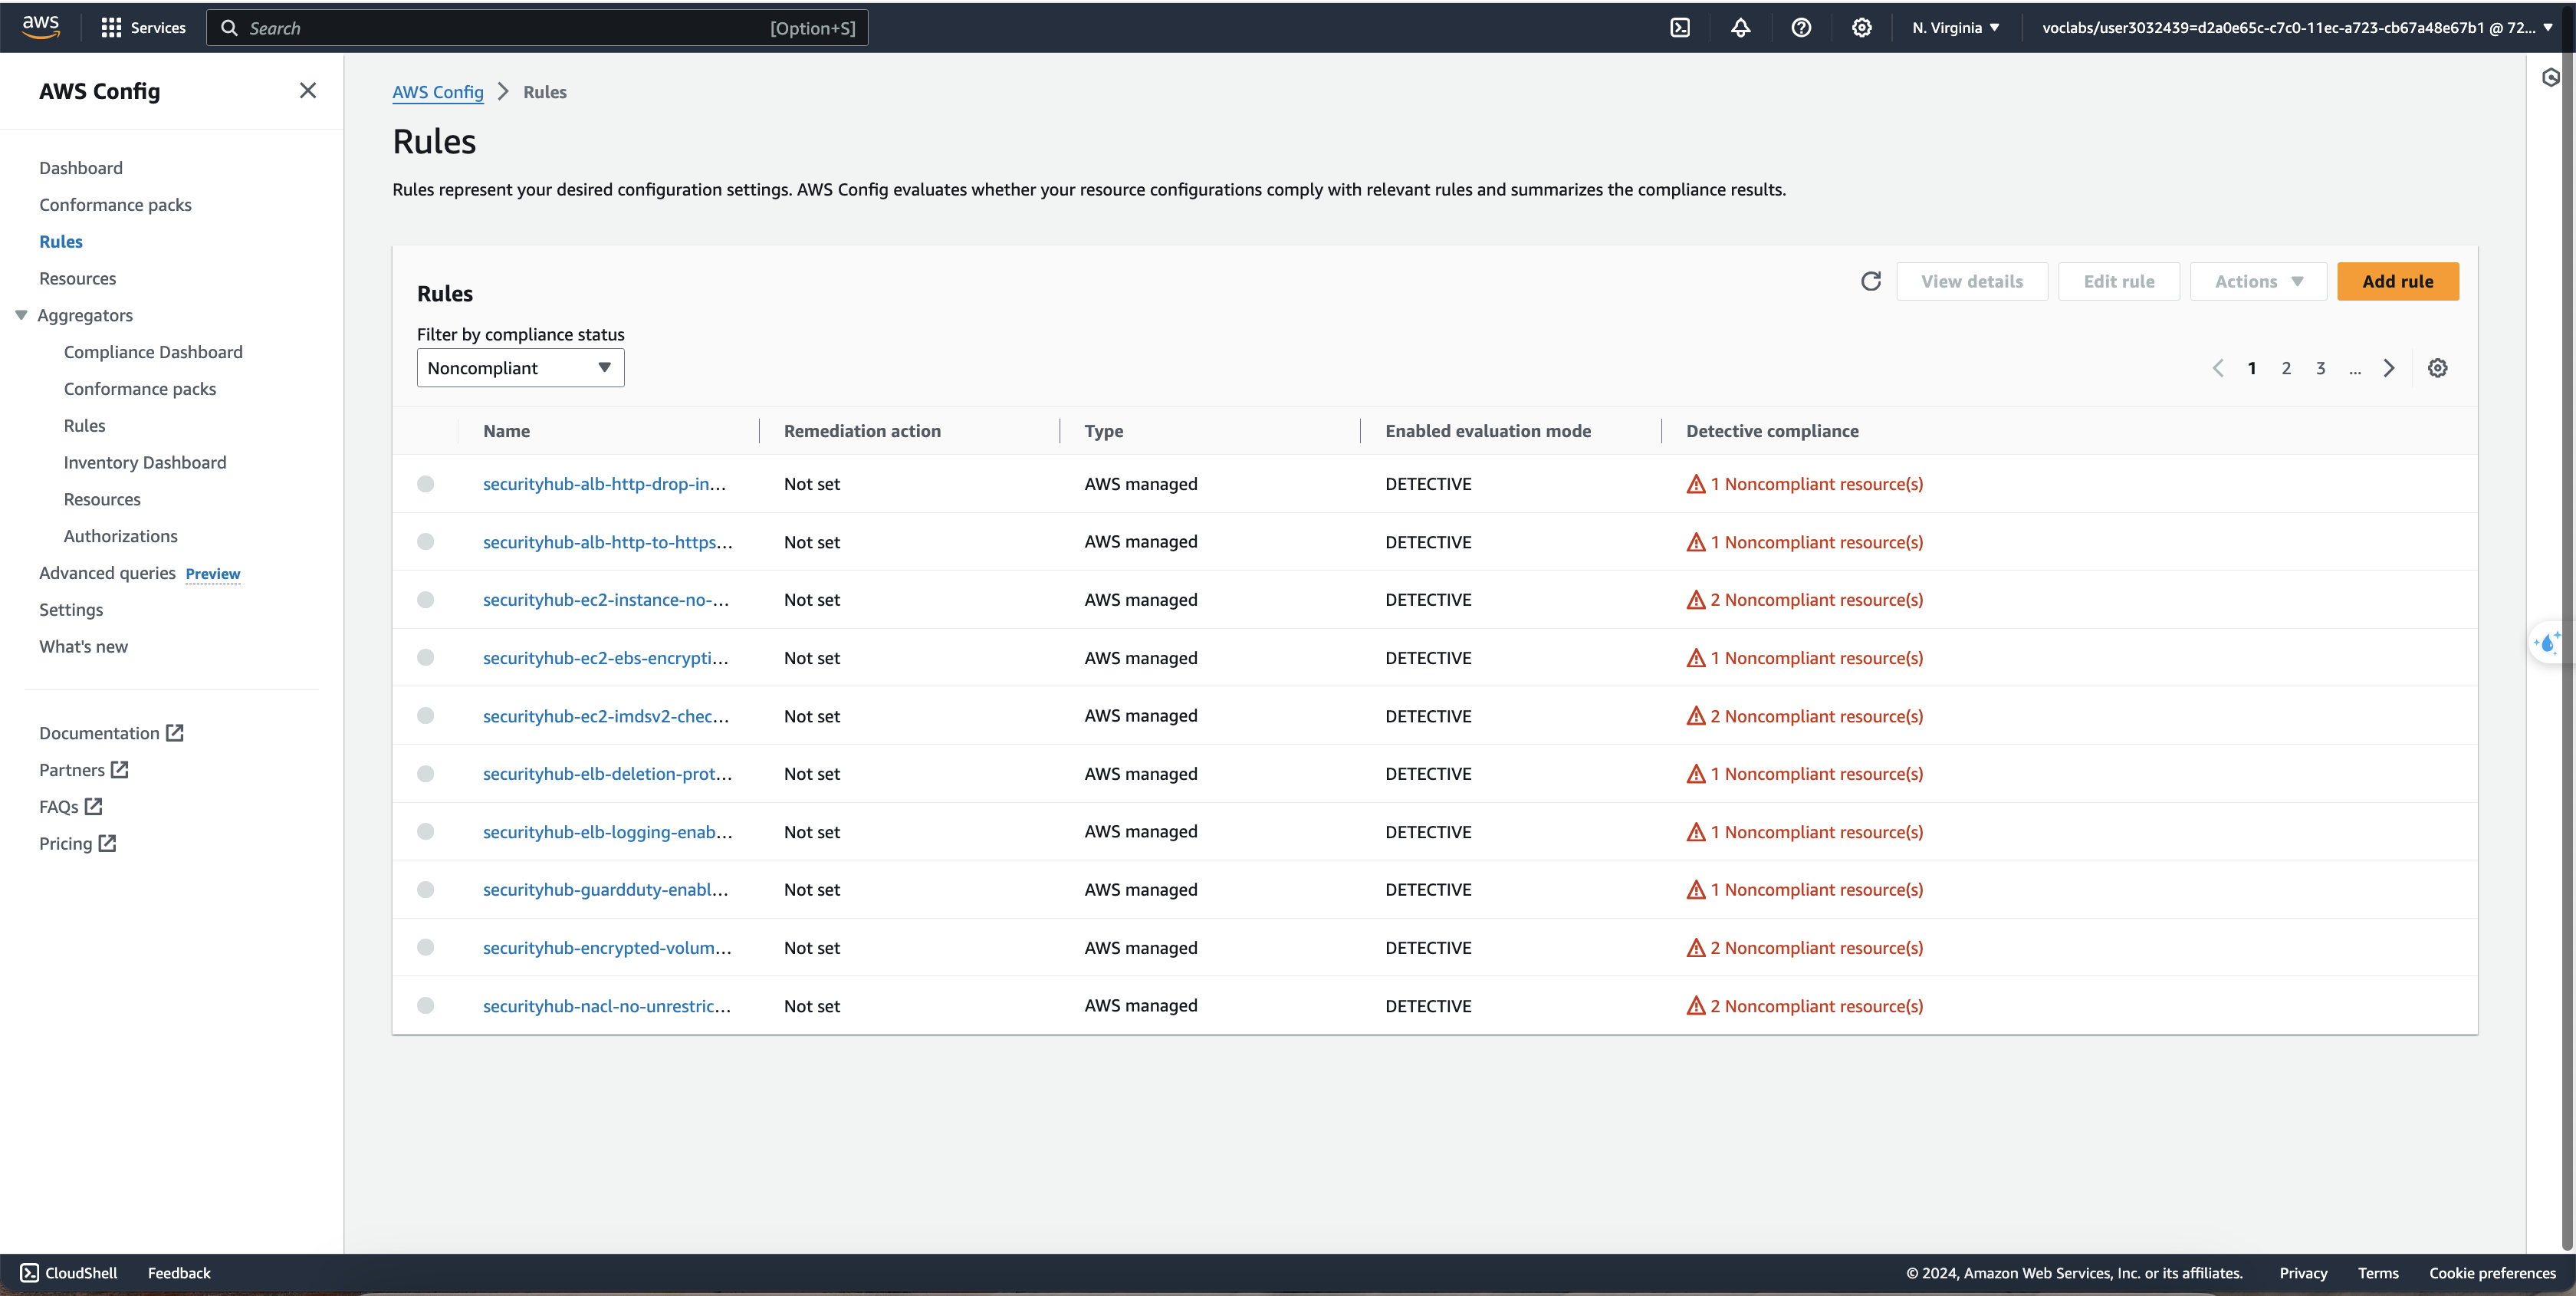 aws
Services
Search
[Option+S]
N. Virginia
voclabs/user3032439=d2a0e65c-c7c0-11ec-a723-cb67a48e67b1 @ 72...
AWS Config
Dashboard
Conformance packs
Rules
Resources
Aggregators
Compliance Dashboard
Conformance packs
Rules
Inventory Dashboard
Resources
Authorizations
Advanced queries Preview
Settings
What's new
Documentation
Partners
FAQs
Pricing
AWS Config > Rules
Rules
Rules represent your desired configuration settings. AWS Config evaluates whether your resource configurations comply with relevant rules and summarizes the compliance results.
Rules
View details
Edit rule
Actions
Add rule
Filter by compliance status
Noncompliant
1 2 3 ...
Name Remediation action Type Enabled evaluation mode Detective compliance
securityhub-alb-http-drop-in... Not set AWS managed DETECTIVE 1 Noncompliant resource(s)
securityhub-alb-http-to-https... Not set AWS managed DETECTIVE 1 Noncompliant resource(s)
securityhub-ec2-instance-no-... Not set AWS managed DETECTIVE 2 Noncompliant resource(s)
securityhub-ec2-ebs-encrypti... Not set AWS managed DETECTIVE 1 Noncompliant resource(s)
securityhub-ec2-imdsv2-chec... Not set AWS managed DETECTIVE 2 Noncompliant resource(s)
securityhub-elb-deletion-prot... Not set AWS managed DETECTIVE 1 Noncompliant resource(s)
securityhub-elb-logging-enab... Not set AWS managed DETECTIVE 1 Noncompliant resource(s)
securityhub-guardduty-enabl... Not set AWS managed DETECTIVE 1 Noncompliant resource(s)
securityhub-encrypted-volum... Not set AWS managed DETECTIVE 2 Noncompliant resource(s)
securityhub-nacl-no-unrestric... Not set AWS managed DETECTIVE 2 Noncompliant resource(s)
CloudShell
Feedback
© 2024, Amazon Web Services, Inc. or its affiliates.
Privacy
Terms
Cookie preferences